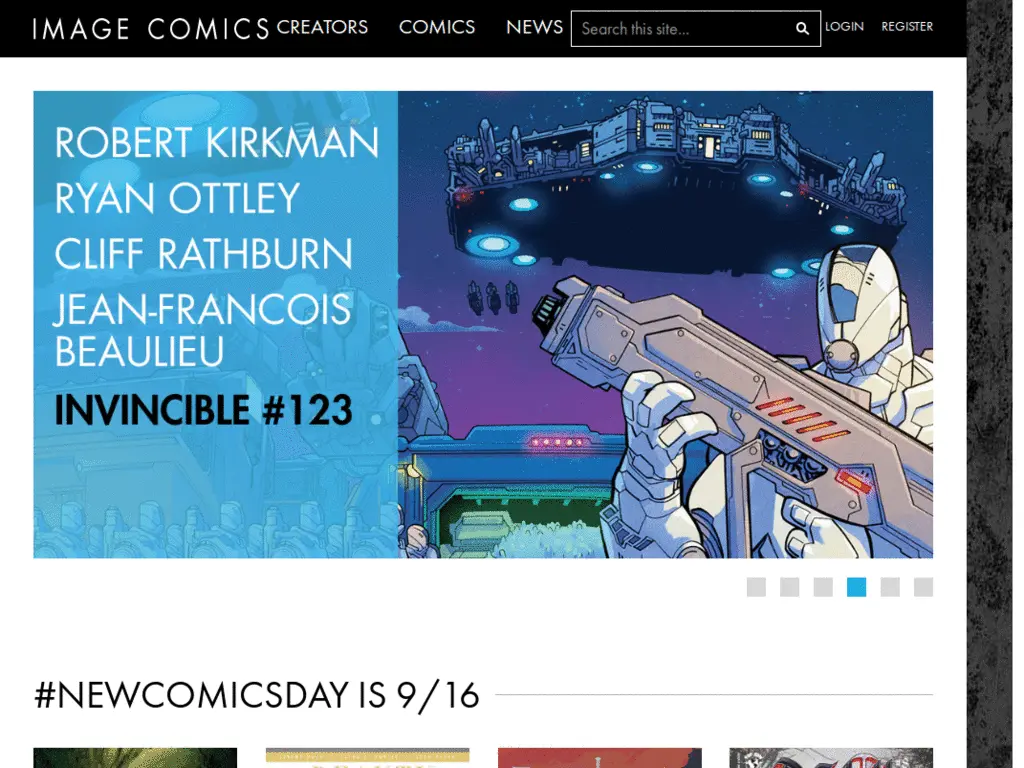 IMAGE COMICS CREATORS COMICS NEWS Search this site... LOGIN REGISTER
ROBERT KIRKMAN
RYAN OTTLEY
CLIFF RATHBURN
JEAN-FRANCOIS
BEAULIEU
INVINCIBLE #123
#NEWCOMICSDAY IS 9/16